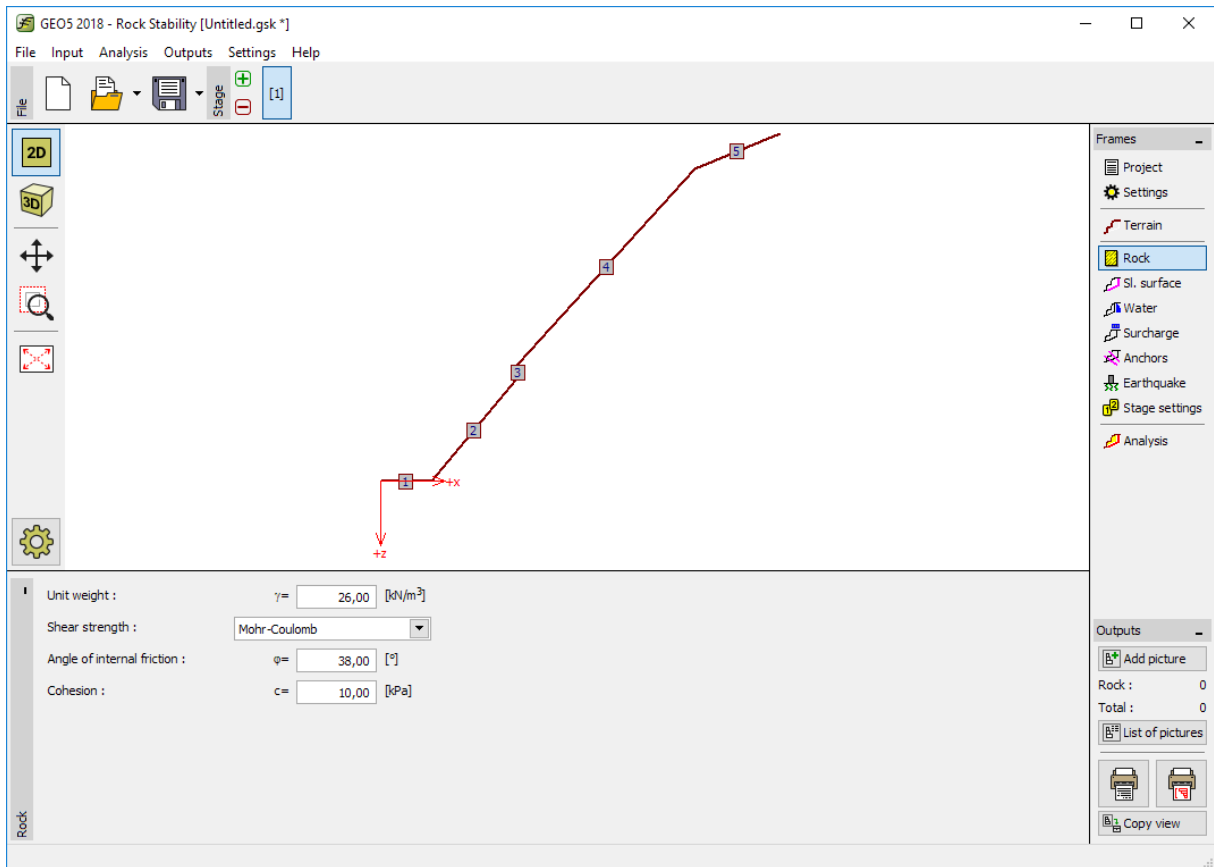 GEO5 2018 - Rock Stability [Untitled.gsk *]
File Input Analysis Outputs Settings Help
File
Stage
[1]
2D
3D
5
4
3
2
1
+x
+z
Frames
Project
Settings
Terrain
Rock
Sl. surface
Water
Surcharge
Anchors
Earthquake
Stage settings
Analysis
Unit weight : γ= 26,00 [kN/m³]
Shear strength : Mohr-Coulomb
Angle of internal friction : φ= 38,00 [°]
Cohesion : c= 10,00 [kPa]
Rock
Outputs
Add picture
Rock : 0
Total : 0
List of pictures
Copy view